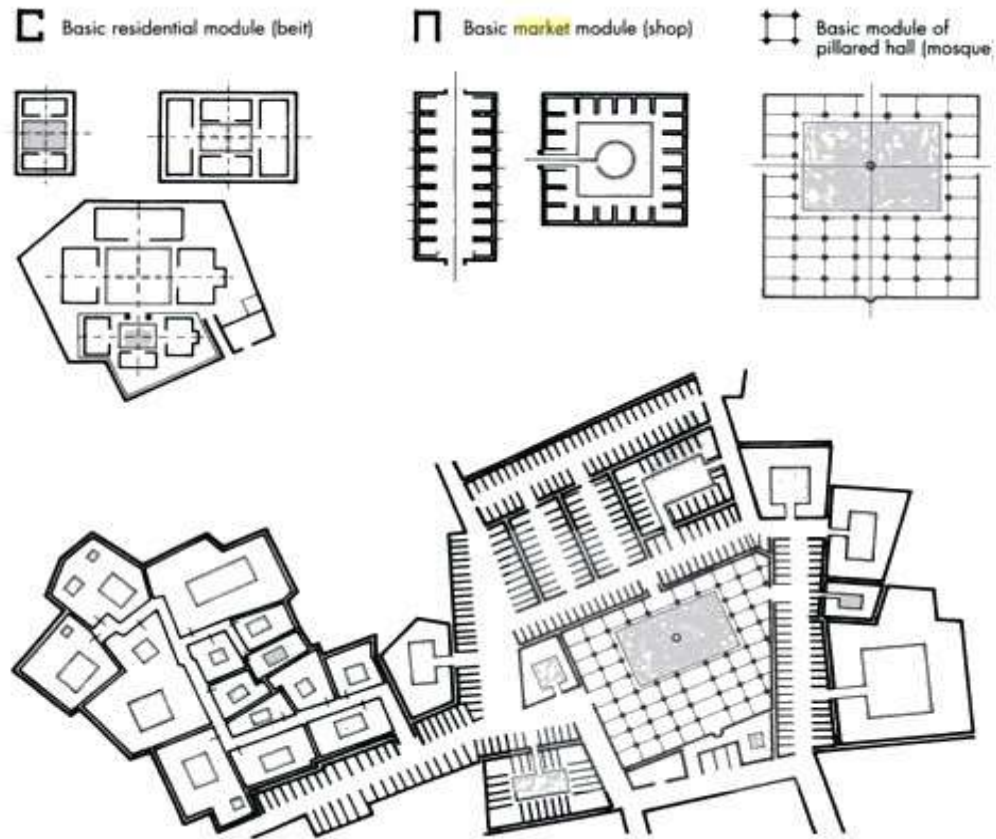 Basic residential module (beit)
Basic market module (shop)
Basic module of
pillared hall (mosque